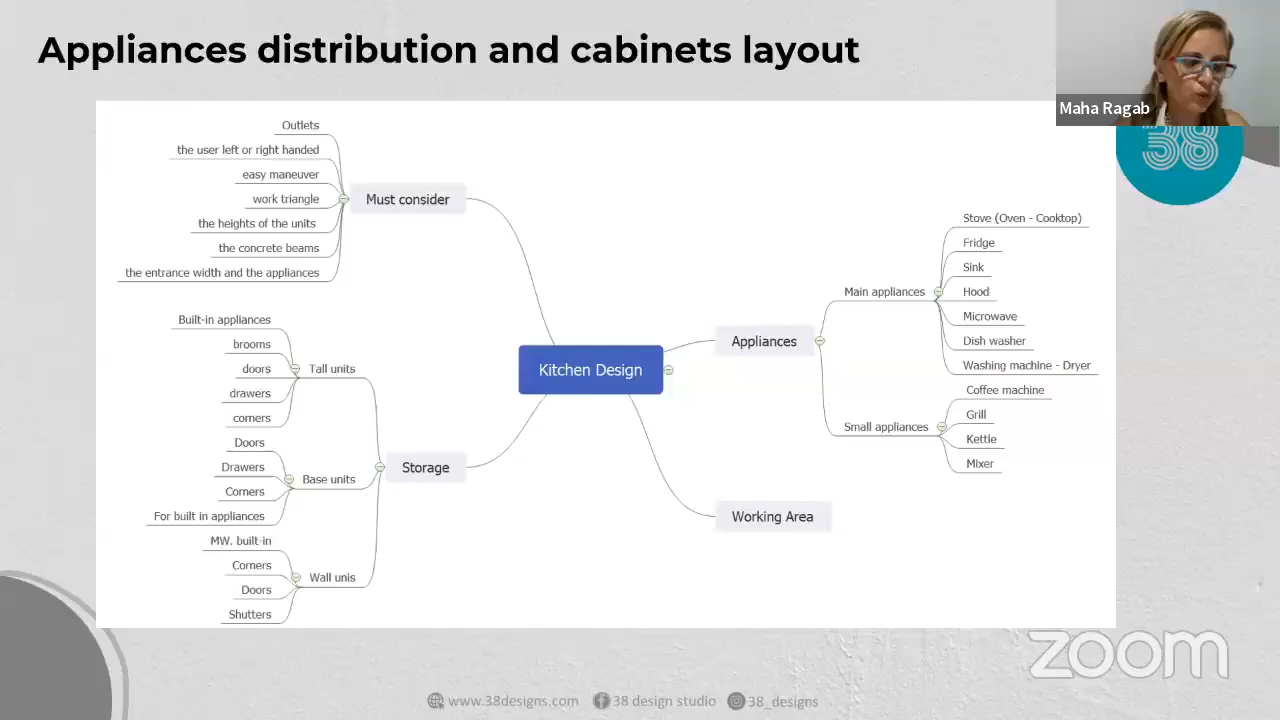 Appliances distribution and cabinets layout
Maha Ragab
38
Outlets
the user left or right handed
easy maneuver
work triangle
the heights of the units
the concrete beams
the entrance width and the appliances
Must consider
Built-in appliances
brooms
doors
drawers
corners
Tall units
Doors
Drawers
Corners
For built in appliances
Base units
MW. built-in
Corners
Doors
Shutters
Wall unis
Storage
Kitchen Design
Appliances
Main appliances
Stove (Oven - Cooktop)
Fridge
Sink
Hood
Microwave
Dish washer
Washing machine - Dryer
Small appliances
Coffee machine
Grill
Kettle
Mixer
Working Area
zoom
www.38designs.com 38 design studio 38_designs